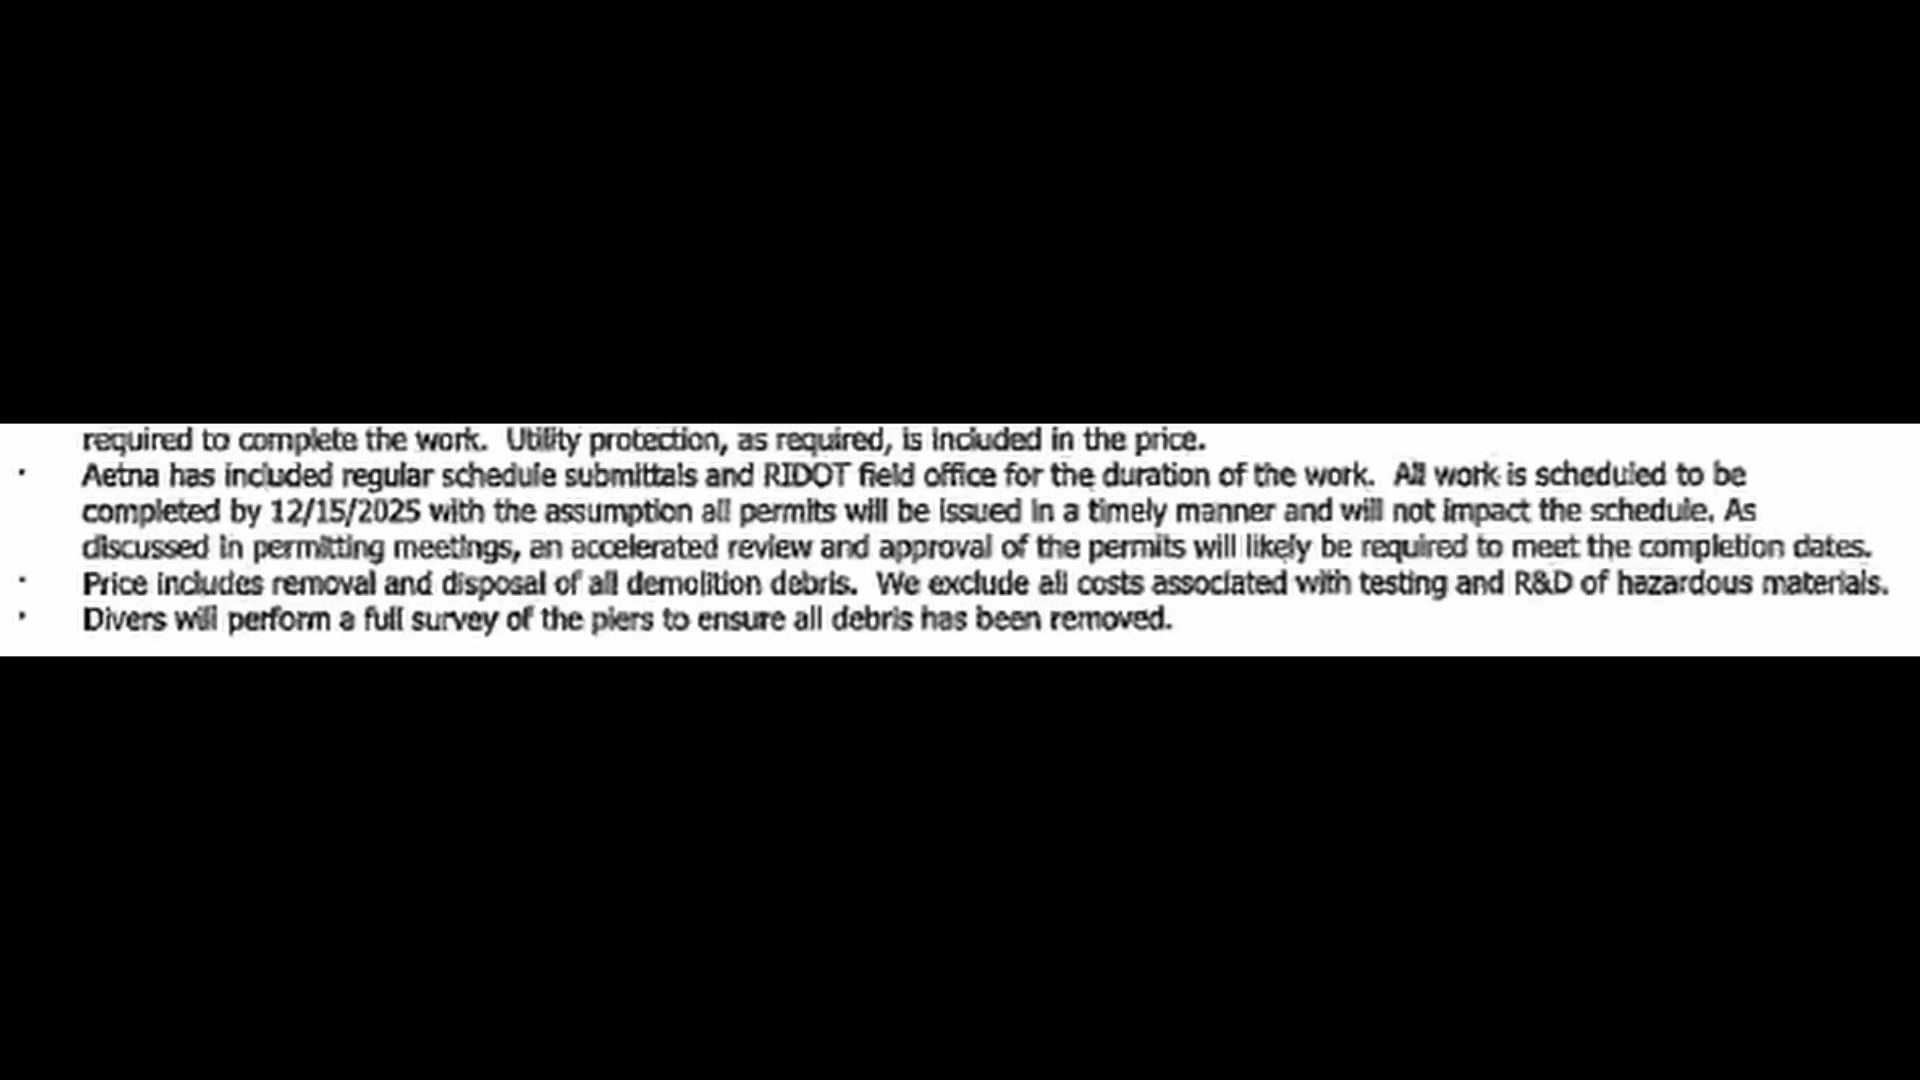 required to complete the work.  Utility protection, as required, is included in the price.
· Aetna has included regular schedule submittals and RIDOT field office for the duration of the work.  All work is scheduled to be
completed by 12/15/2025 with the assumption all permits will be issued in a timely manner and will not impact the schedule. As
discussed in permitting meetings, an accelerated review and approval of the permits will likely be required to meet the completion dates.
· Price includes removal and disposal of all demolition debris.  We exclude all costs associated with testing and R&D of hazardous materials.
· Divers will perform a full survey of the piers to ensure all debris has been removed.